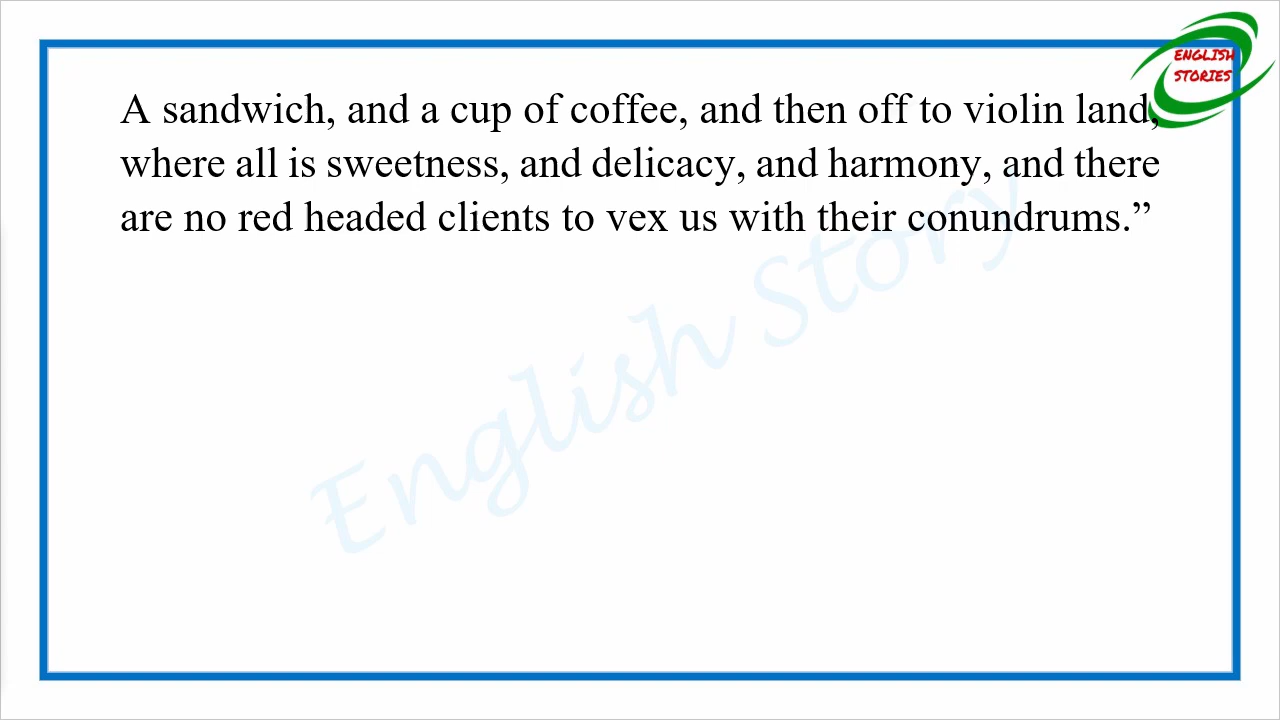 ENGLISH
STORIES
A sandwich, and a cup of coffee, and then off to violin land,
where all is sweetness, and delicacy, and harmony, and there
are no red headed clients to vex us with their conundrums.”
English Story